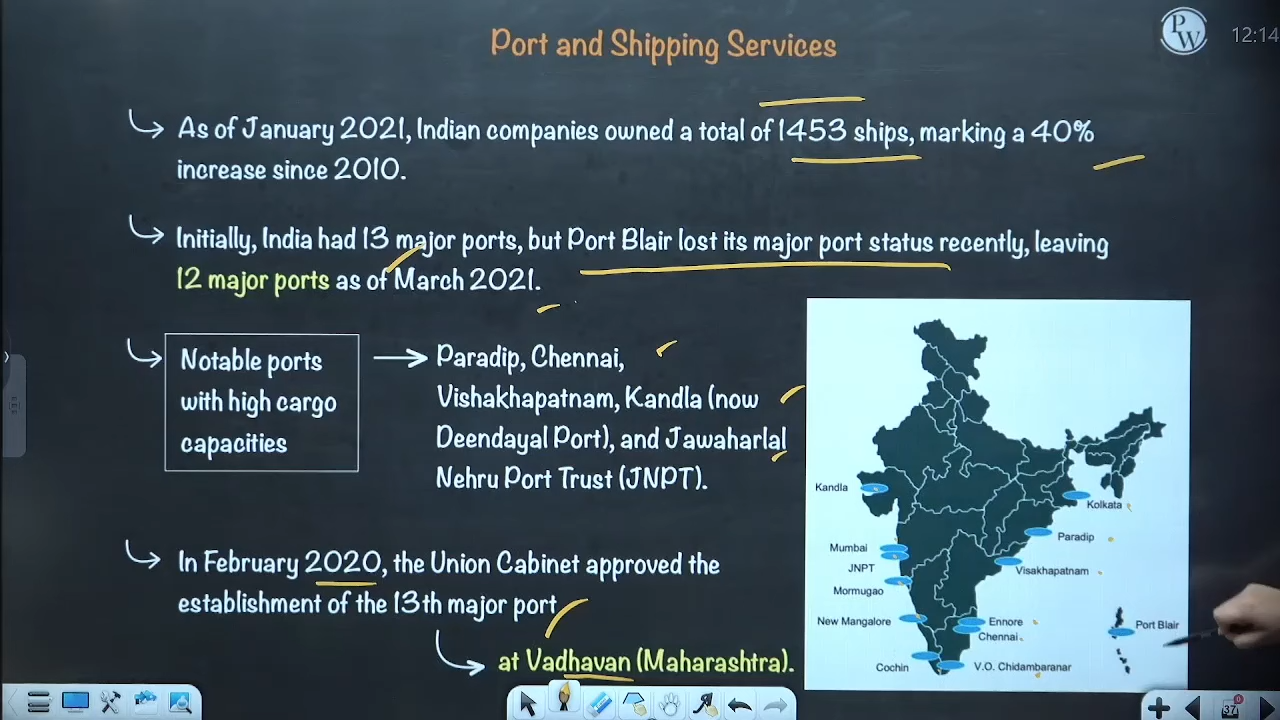 Port and Shipping Services
PW
12:14
As of January 2021, Indian companies owned a total of 1453 ships, marking a 40%
increase since 2010.
Initially, India had 13 major ports, but Port Blair lost its major port status recently, leaving
12 major ports as of March 2021.
Notable ports
with high cargo
capacities
Paradip, Chennai,
Vishakhapatnam, Kandla (now
Deendayal Port), and Jawaharlal
Nehru Port Trust (JNPT).
In February 2020, the Union Cabinet approved the
establishment of the 13th major port
at Vadhavan (Maharashtra).
Kandla
Kolkata
Paradip
Mumbai
JNPT
Visakhapatnam
Mormugao
New Mangalore
Ennore
Port Blair
Chennai
Cochin
V.O. Chidambaranar
37